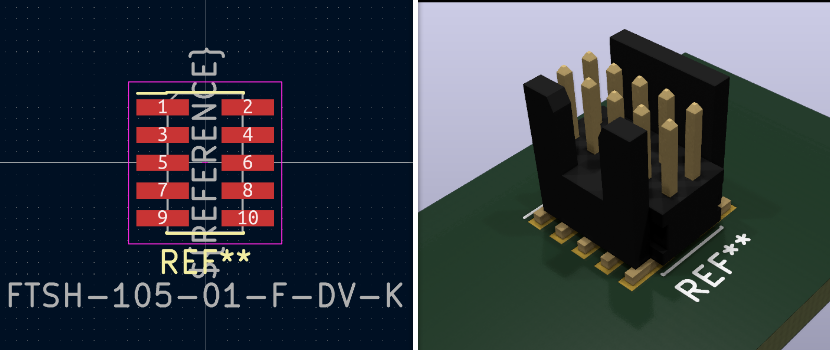 ${REFERENCE}
1 2
3 4
5 6
7 8
9 10
REF**
FTSH-105-01-F-DV-K
REF**